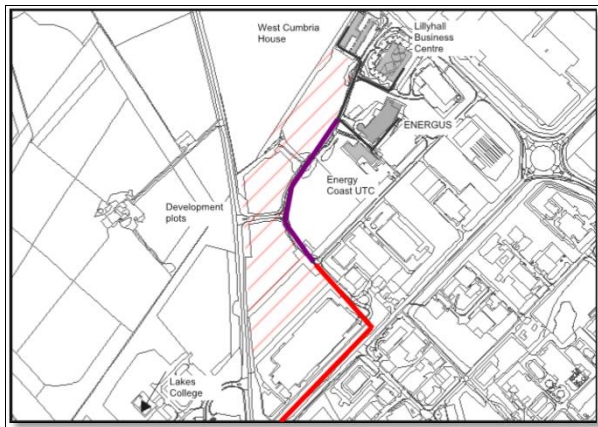 West Cumbria
House
Lillyhall
Business
Centre
ENERGUS
Energy
Coast UTC
Development
plots
Lakes
College